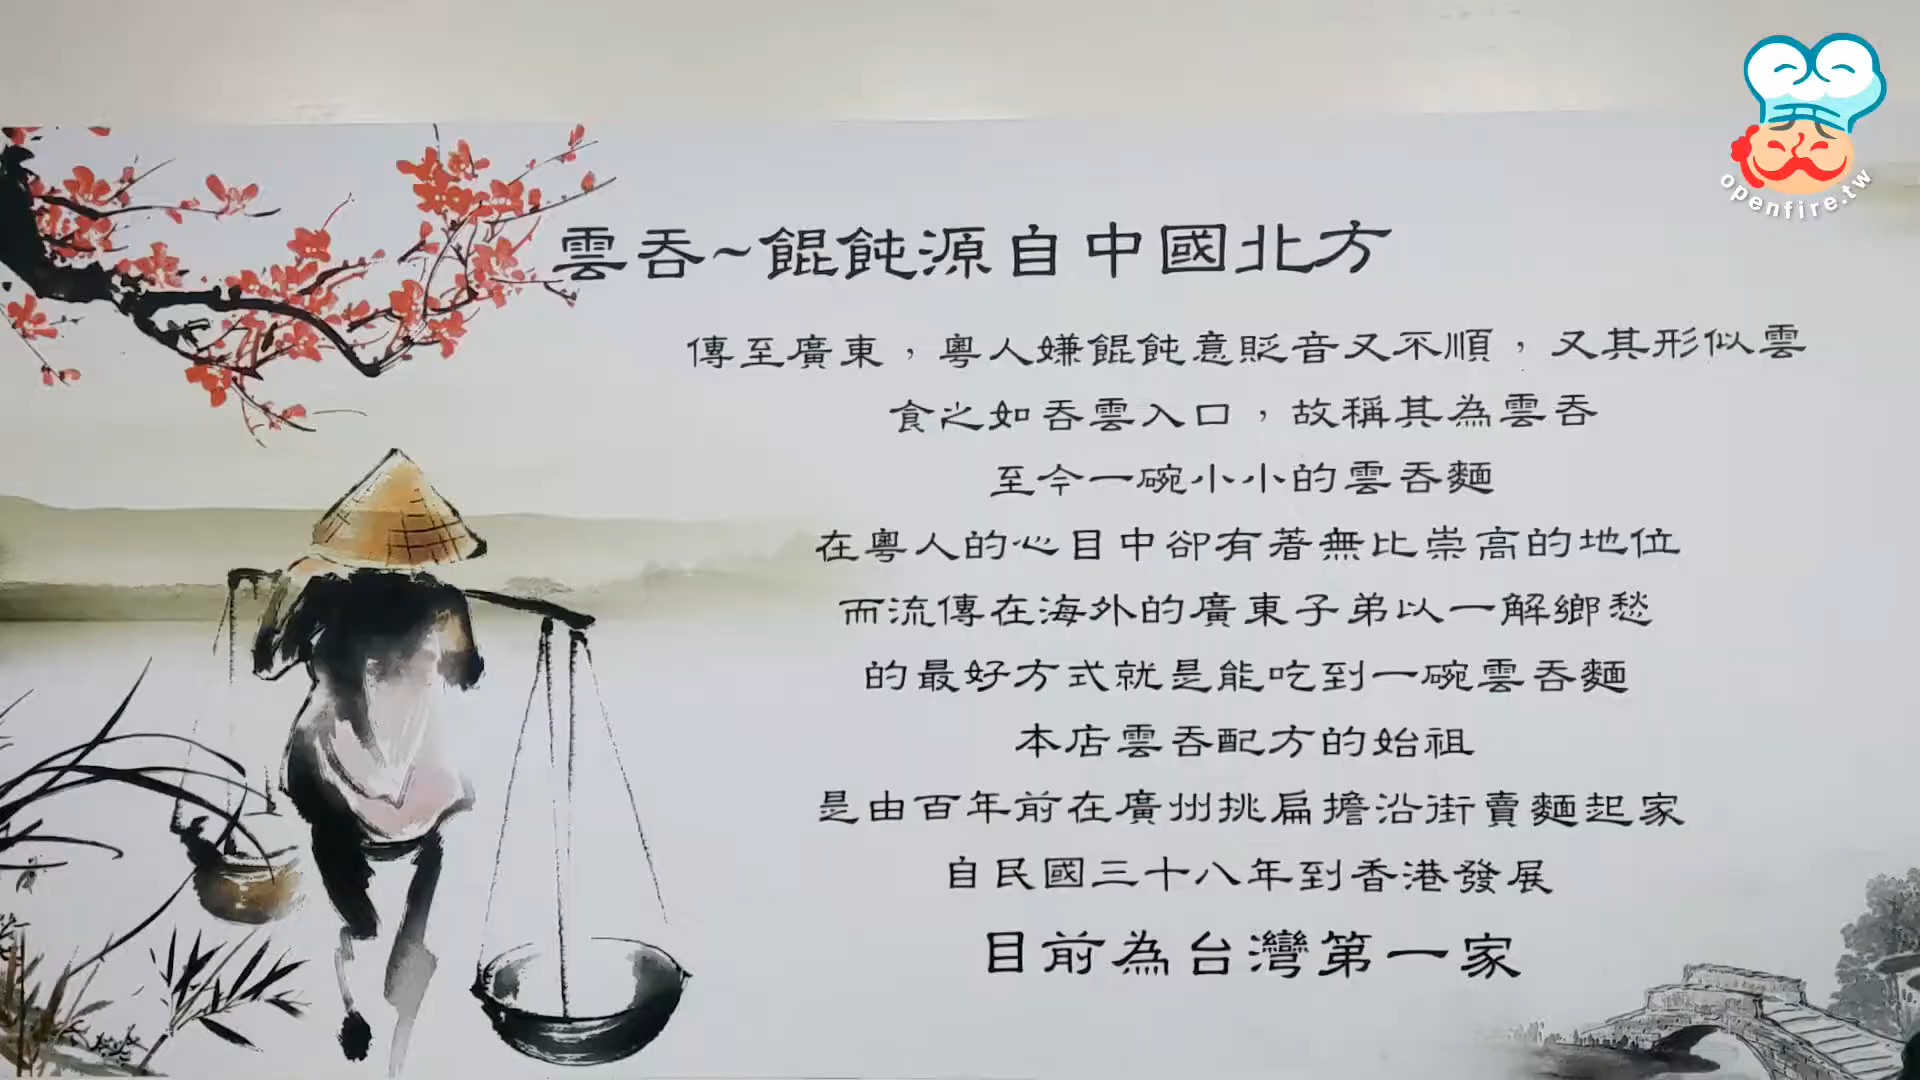 openfire.tw
雲吞~餛飩源自中國北方
傳至廣東，粵人嫌餛飩意貶音又不順，又其形似雲
食之如吞雲入口，故稱其為雲吞
至今一碗小小的雲吞麵
在粵人的心目中卻有著無比崇高的地位
而流傳在海外的廣東子弟以一解鄉愁
的最好方式就是能吃到一碗雲吞麵
本店雲吞配方的始祖
是由百年前在廣州挑扁擔沿街賣麵起家
自民國三十八年到香港發展
目前為台灣第一家